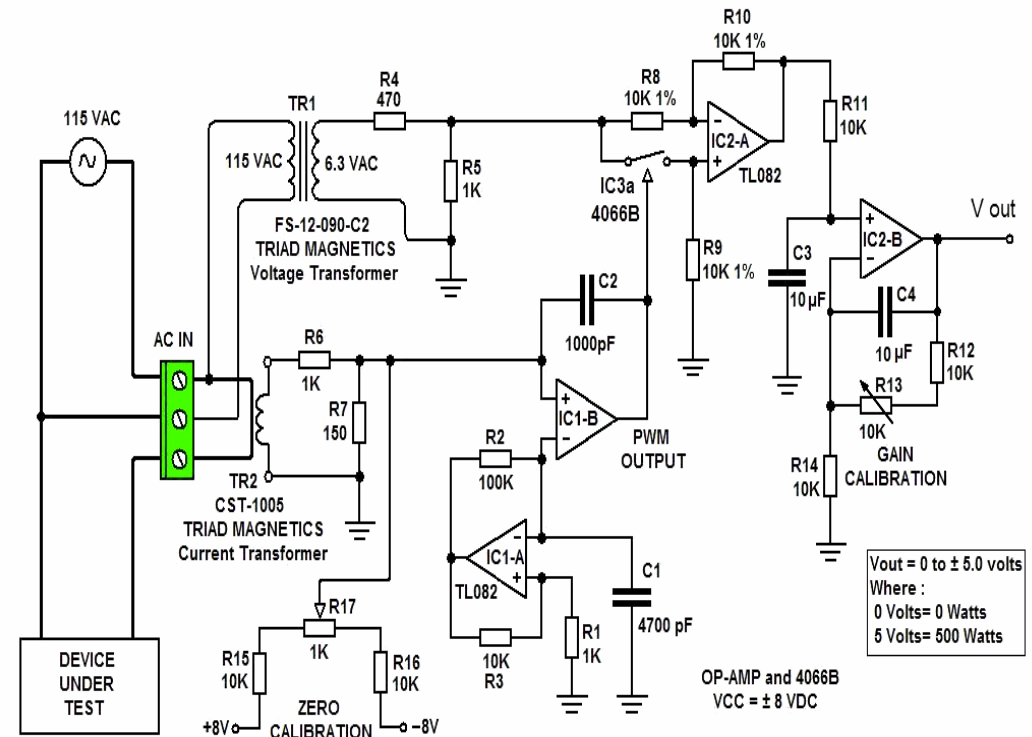 115 VAC
TR1
115 VAC
6.3 VAC
FS-12-090-C2
TRIAD MAGNETICS
Voltage Transformer
R4
470
R5
1K
R8
10K 1%
R10
10K 1%
-
+
IC2-A
TL082
IC3a
4066B
R9
10K 1%
R11
10K
+
-
IC2-B
V out
C3
10µF
C4
10µF
R12
10K
R13
10K
GAIN
CALIBRATION
R14
10K
AC IN
R6
1K
R7
150
TR2
CST-1005
TRIAD MAGNETICS
Current Transformer
C2
1000pF
+
-
IC1-B
PWM
OUTPUT
R2
100K
-
+
IC1-A
TL082
10K
R3
R1
1K
C1
4700 pF
R17
1K
R15
10K
R16
10K
+8V
-8V
ZERO
CALIBRATION
DEVICE
UNDER
TEST
OP-AMP and 4066B
VCC = ± 8 VDC
Vout = 0 to ± 5.0 volts
Where :
0 Volts= 0 Watts
5 Volts= 500 Watts